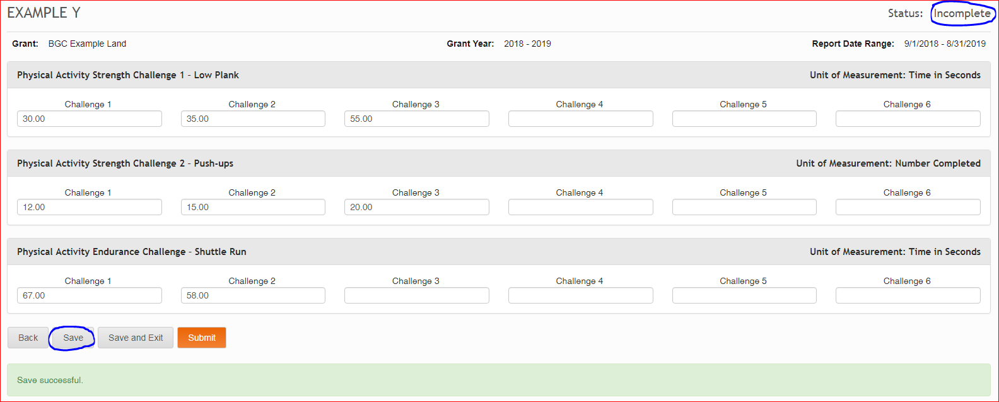 EXAMPLE Y Status: Incomplete
Grant: BGC Example Land Grant Year: 2018 - 2019 Report Date Range: 9/1/2018 - 8/31/2019
Physical Activity Strength Challenge 1 - Low Plank Unit of Measurement: Time in Seconds
Challenge 1 Challenge 2 Challenge 3 Challenge 4 Challenge 5 Challenge 6
30.00 35.00 55.00
Physical Activity Strength Challenge 2 - Push-ups Unit of Measurement: Number Completed
Challenge 1 Challenge 2 Challenge 3 Challenge 4 Challenge 5 Challenge 6
12.00 15.00 20.00
Physical Activity Endurance Challenge - Shuttle Run Unit of Measurement: Time in Seconds
Challenge 1 Challenge 2 Challenge 3 Challenge 4 Challenge 5 Challenge 6
67.00 58.00
Back Save Save and Exit Submit
Save successful.